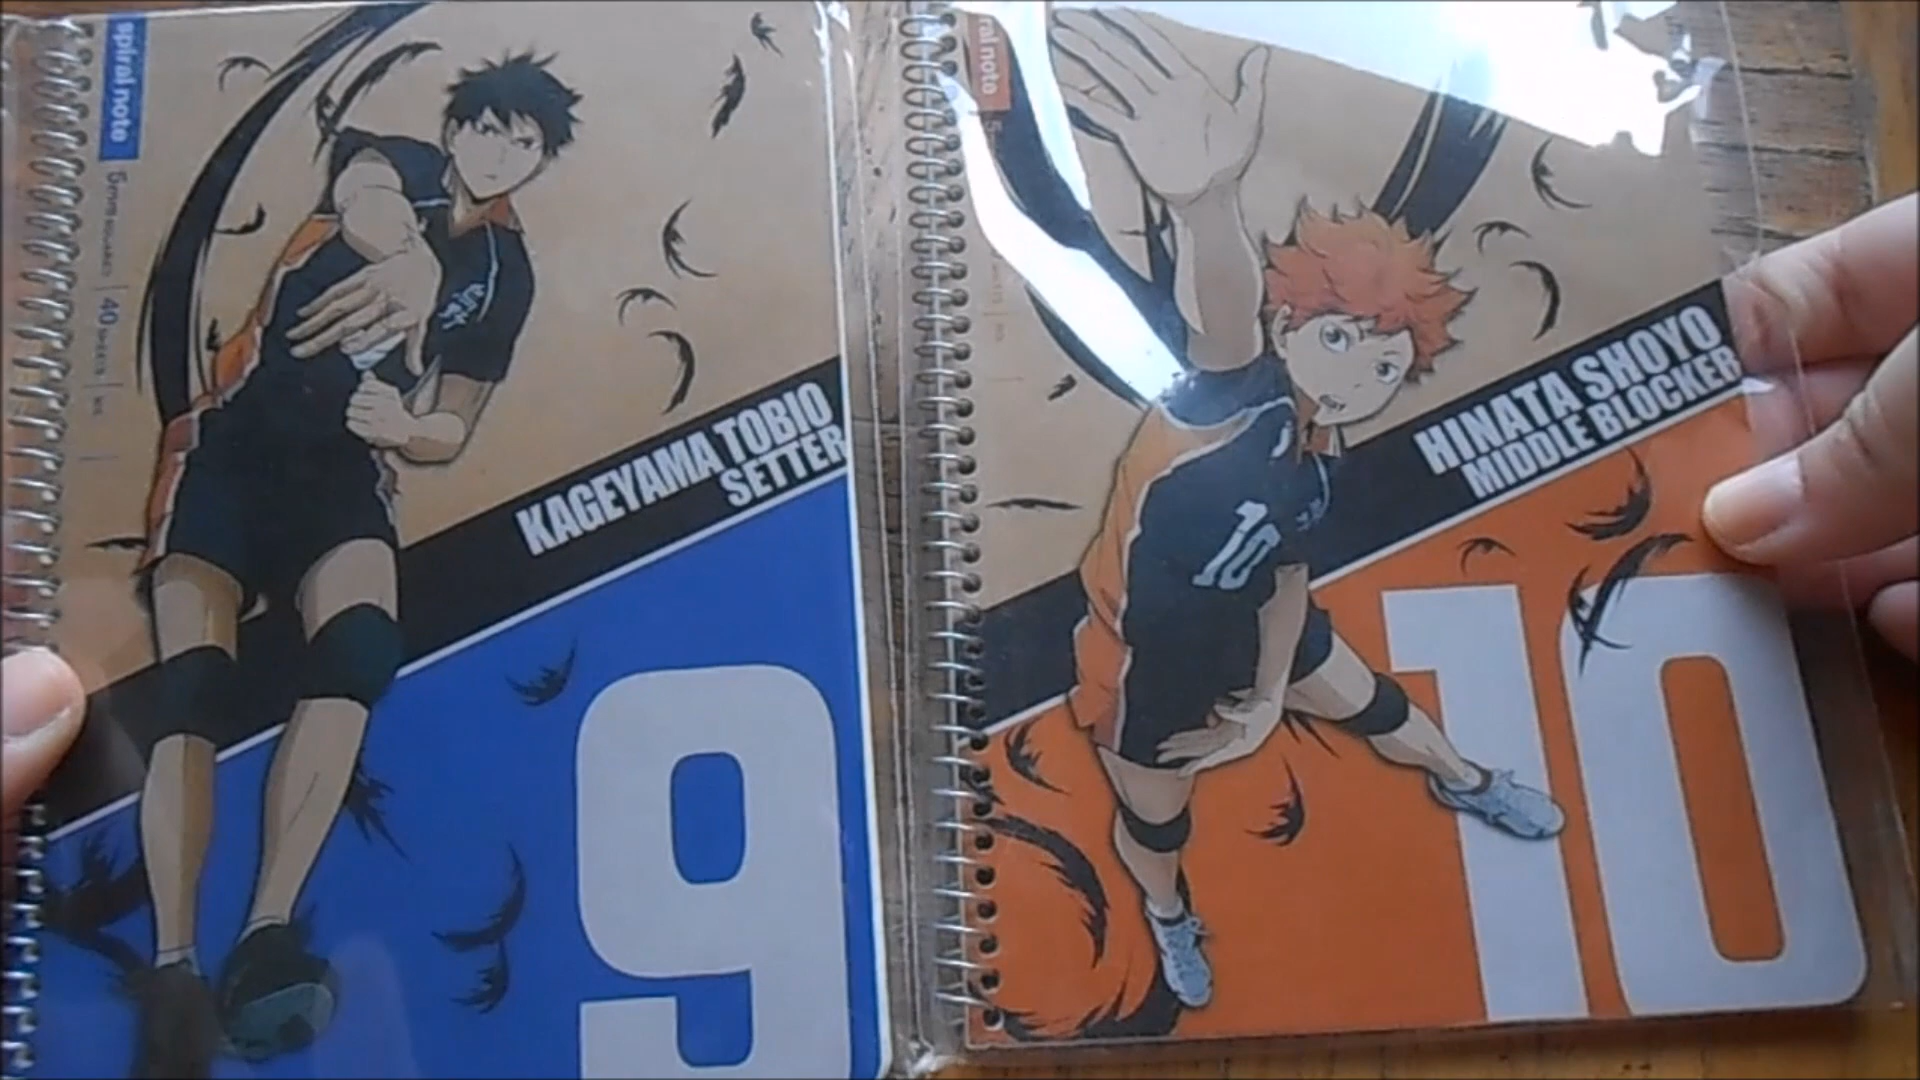 spiral note
40 SHEETS
KAGEYAMA TOBIO
SETTER
9
ral note
10
HINATA SHOYO
MIDDLE BLOCKER
10